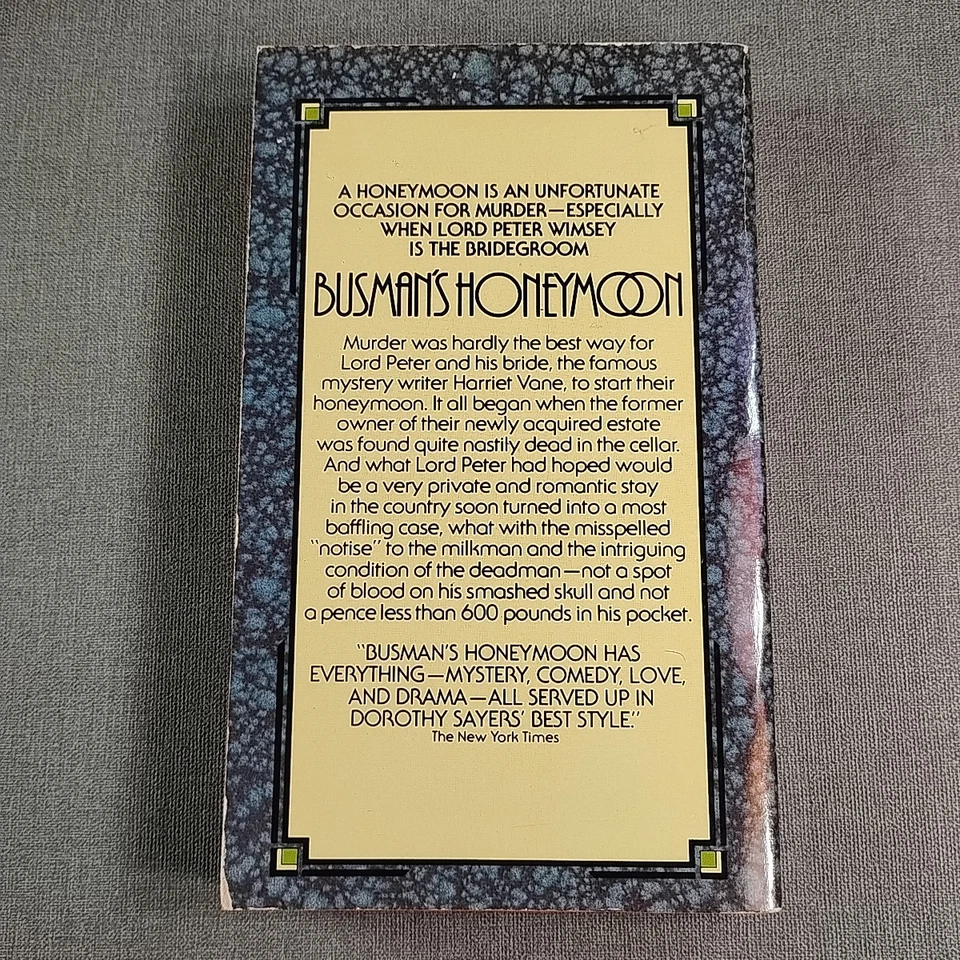 A HONEYMOON IS AN UNFORTUNATE
OCCASION FOR MURDER—ESPECIALLY
WHEN LORD PETER WIMSEY
IS THE BRIDEGROOM
BUSMAN'S HONEYMOON
Murder was hardly the best way for
Lord Peter and his bride, the famous
mystery writer Harriet Vane, to start their
honeymoon. It all began when the former
owner of their newly acquired estate
was found quite nastily dead in the cellar.
And what Lord Peter had hoped would
be a very private and romantic stay
in the country soon turned into a most
baffling case, what with the misspelled
"notise" to the milkman and the intriguing
condition of the deadman—not a spot
of blood on his smashed skull and not
a pence less than 600 pounds in his pocket.
"BUSMAN'S HONEYMOON HAS
EVERYTHING—MYSTERY, COMEDY, LOVE,
AND DRAMA—ALL SERVED UP IN
DOROTHY SAYERS' BEST STYLE."
The New York Times